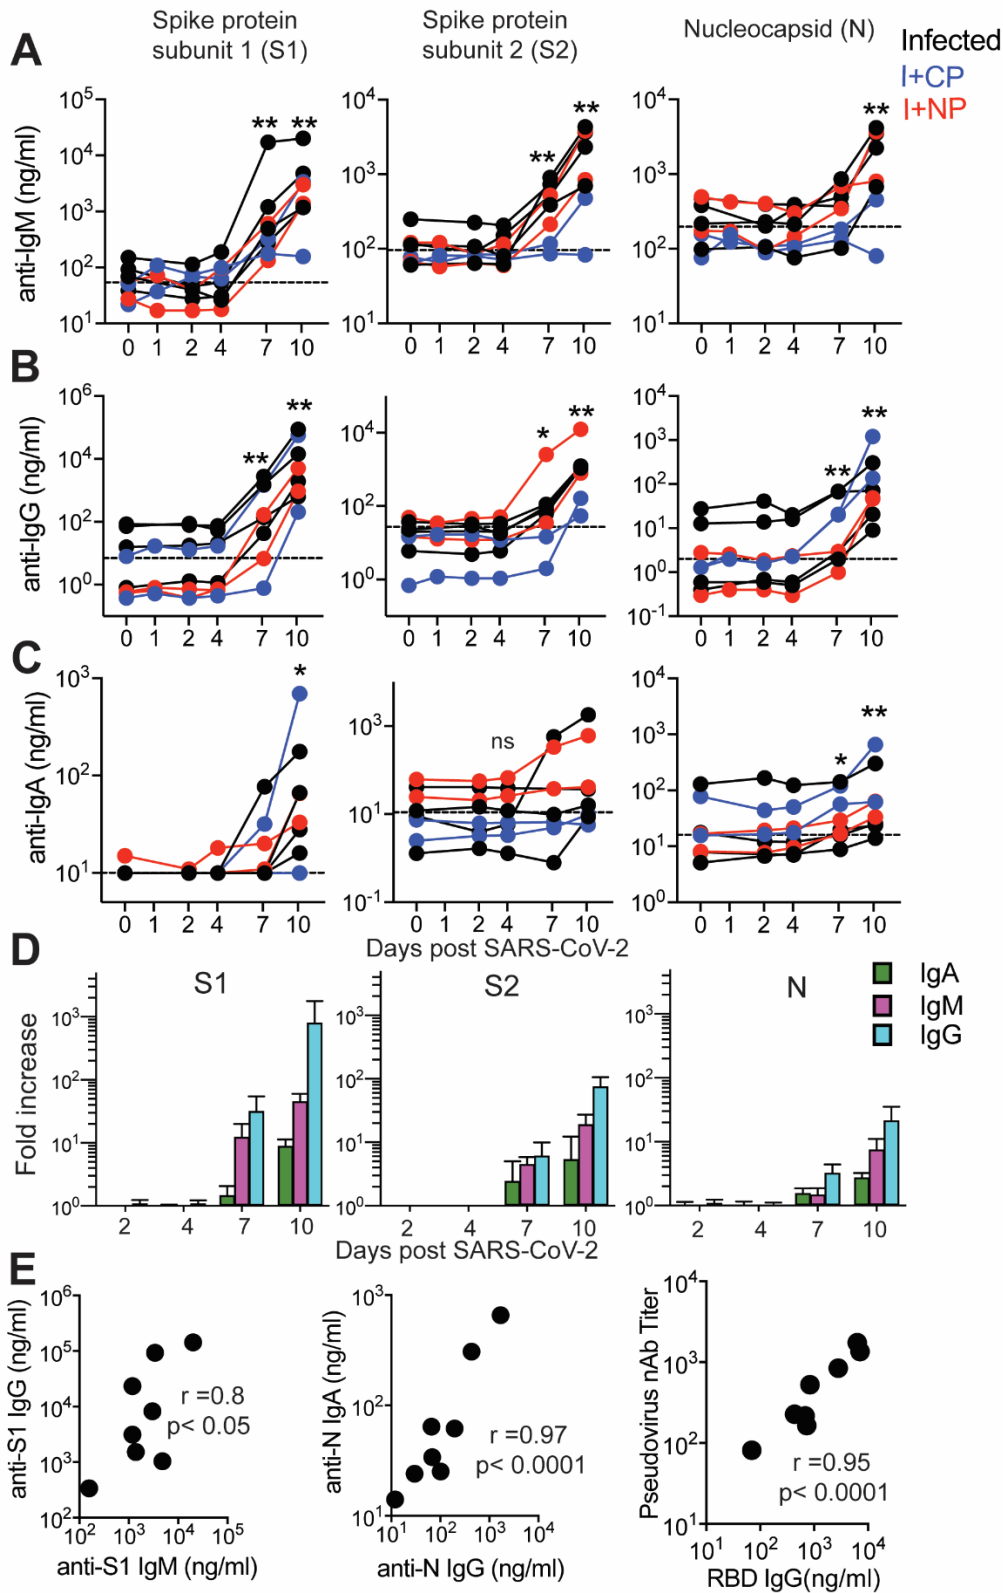 A
Spike protein
subunit 1 (S1)
Spike protein
subunit 2 (S2)
Nucleocapsid (N)
Infected
I+CP
I+NP
anti-IgM (ng/ml)
10^5
10^4
10^3
10^2
10^1
** **
0 1 2 4 7 10
10^4
10^3
10^2
10^1
**
**
0 1 2 4 7 10
10^4
10^3
10^2
10^1
**
0 1 2 4 7 10
B
anti-IgG (ng/ml)
10^6
10^4
10^2
10^0
**
**
0 1 2 4 7 10
10^4
10^2
10^0
*
**
0 1 2 4 7 10
10^4
10^3
10^2
10^1
10^0
10^-1
**
**
0 1 2 4 7 10
C
anti-IgA (ng/ml)
10^3
10^2
10^1
*
0 1 2 4 7 10
10^3
10^1
10^-1
ns
0 1 2 4 7 10
10^3
10^2
10^1
10^0
*
**
0 1 2 4 7 10
Days post SARS-CoV-2
D
S1
S2
N
IgA
IgM
IgG
Fold increase
10^3
10^2
10^1
10^0
2 4 7 10
10^3
10^2
10^1
10^0
2 4 7 10
10^3
10^2
10^1
10^0
2 4 7 10
Days post SARS-CoV-2
E
anti-S1 IgG (ng/ml)
10^6
10^5
10^4
10^3
10^2
r =0.8
p< 0.05
10^2 10^3 10^4 10^5
anti-S1 IgM (ng/ml)
anti-N IgA (ng/ml)
10^3
10^2
10^1
r =0.97
p< 0.0001
10^1 10^2 10^3 10^4
anti-N IgG (ng/ml)
Pseudovirus nAb Titer
10^4
10^3
10^2
10^1
r =0.95
p< 0.0001
10^1 10^2 10^3 10^4
RBD IgG(ng/ml)